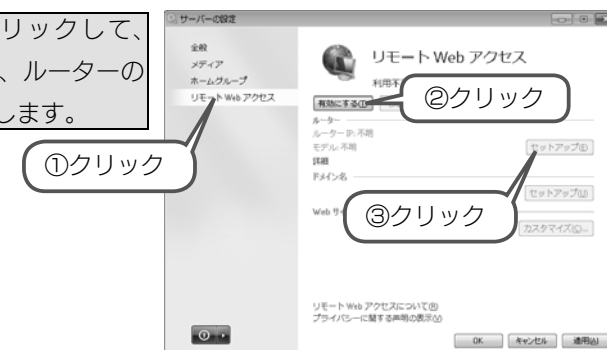 リックして、
、ルーターの
します。
サーバーの設定
全般
メディア
ホームグループ
リモート Web アクセス
リモート Web アクセス
利用不
有効にする(T)
ルーター
ルーター IP: 不明
モデル: 不明
詳細
セットアップ(E)
ドメイン名
セットアップ(U)
Web サ
カスタマイズ(C)...
①クリック
②クリック
③クリック
リモート Web アクセスについて(R)
プライバシーに関する声明の表示(V)
OK
キャンセル
適用(A)